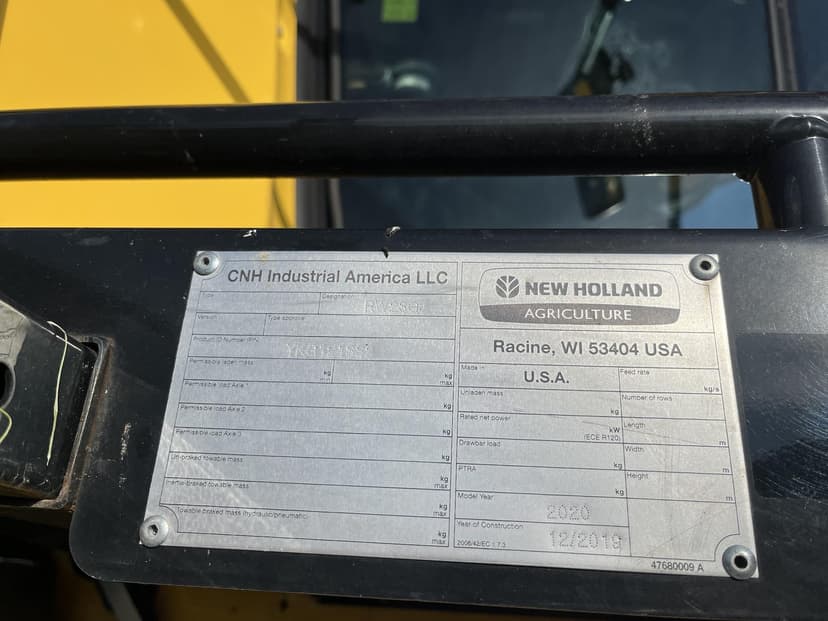 CNH Industrial America LLC
Type
Designation
Version
Type approval
Product ID Number (PIN)
Permissible laden mass
kg
kg
max
Permissible load Axle 1
kg
max
Permissible load Axle 2
kg
Permissible load Axle 3
kg
Un-braked towable mass
kg
max
Inertia-braked towable mass
kg
max
Towable braked mass (hydraulic/pneumatic)
kg
max
NEW HOLLAND
AGRICULTURE
Racine, WI 53404 USA
Made in
U.S.A.
Feed rate
kg/s
Unladen mass
kg
Number of rows
Rated net power
kW
(ECE R120)
Length
m
Drawbar load
kg
Width
m
PTRA
kg
Height
m
Model Year
2020
Year of Construction
12/2019
2006/42/EC 1.7.3
47680009 A